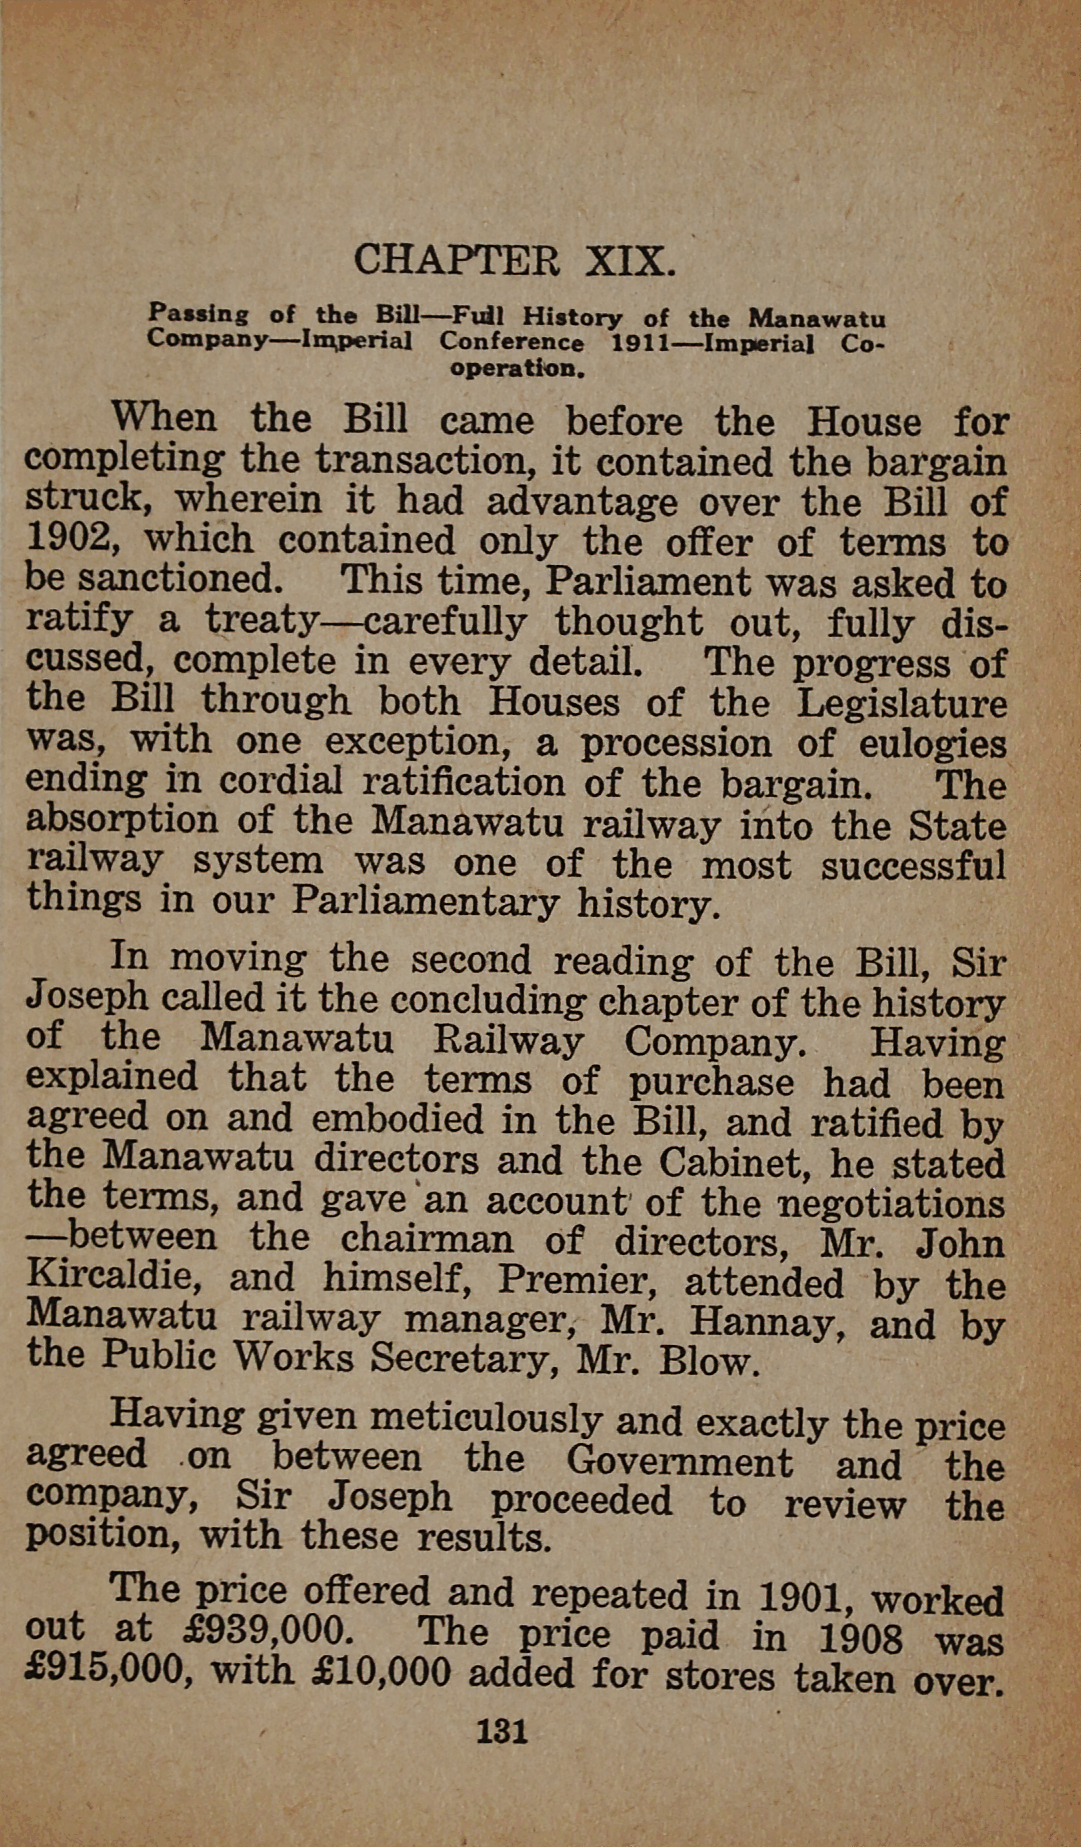 CHAPTER XIX.
Passing of the Bill—Full History of the Manawatu
Company—Imperial Conference 1911—Imperial Co-
operation.
When the Bill came before the House for
completing the transaction, it contained the bargain
struck, wherein it had advantage over the Bill of
1902, which contained only the offer of terms to
be sanctioned. This time, Parliament was asked to
ratify a treaty—carefully thought out, fully dis-
cussed, complete in every detail. The progress of
the Bill through both Houses of the Legislature
was, with one exception, a procession of eulogies
ending in cordial ratification of the bargain. The
absorption of the Manawatu railway into the State
railway system was one of the most successful
things in our Parliamentary history.
In moving the second reading of the Bill, Sir
Joseph called it the concluding chapter of the history
of the Manawatu Railway Company. Having
explained that the terms of purchase had been
agreed on and embodied in the Bill, and ratified by
the Manawatu directors and the Cabinet, he stated
the terms, and gave an account of the negotiations
—between the chairman of directors, Mr. John
Kircaldie, and himself, Premier, attended by the
Manawatu railway manager, Mr. Hannay, and by
the Public Works Secretary, Mr. Blow.
Having given meticulously and exactly the price
agreed on between the Government and the
company, Sir Joseph proceeded to review the
position, with these results.
The price offered and repeated in 1901, worked
out at £939,000. The price paid in 1908 was
£915,000, with £10,000 added for stores taken over.
131